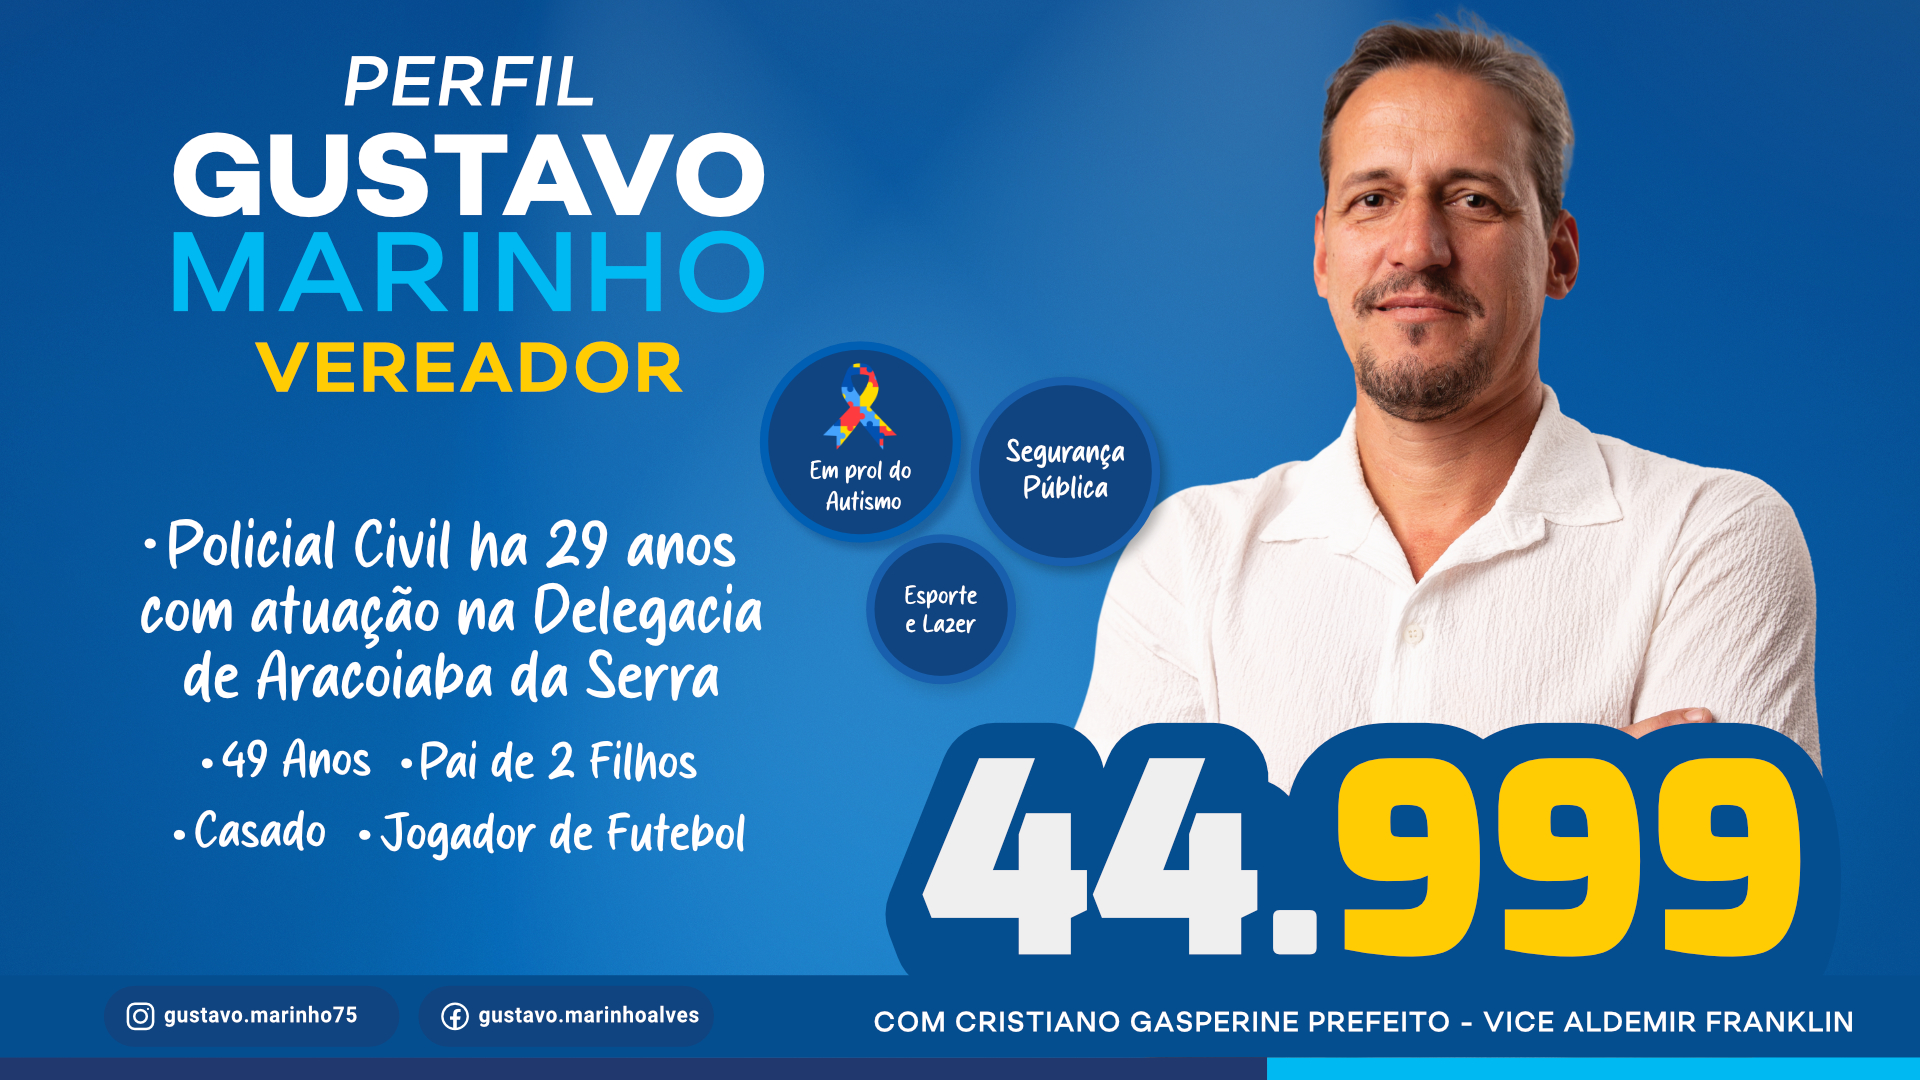 PERFIL
GUSTAVO
MARINHO
VEREADOR
Em prol do
Autismo
Segurança
Pública
Esporte
e Lazer
•Policial Civil ha 29 anos
com atuação na Delegacia
de Aracoiaba da Serra
•49 Anos •Pai de 2 Filhos
•Casado •Jogador de Futebol
44.999
gustavo.marinho75 gustavo.marinhoalves
COM CRISTIANO GASPERINE PREFEITO - VICE ALDEMIR FRANKLIN